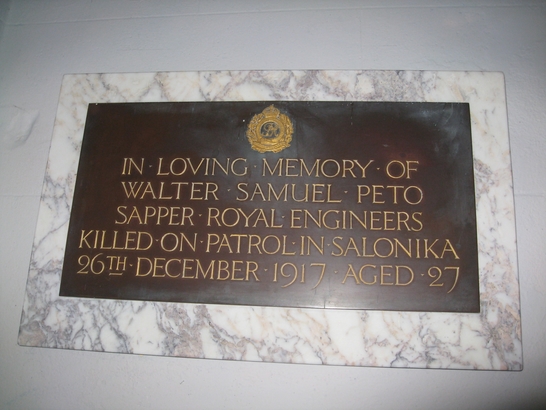 IN · LOVING · MEMORY · OF
WALTER · SAMUEL · PETO
SAPPER · ROYAL · ENGINEERS
KILLED · ON · PATROL · IN · SALONIKA
26TH · DECEMBER · 1917 · AGED · 27